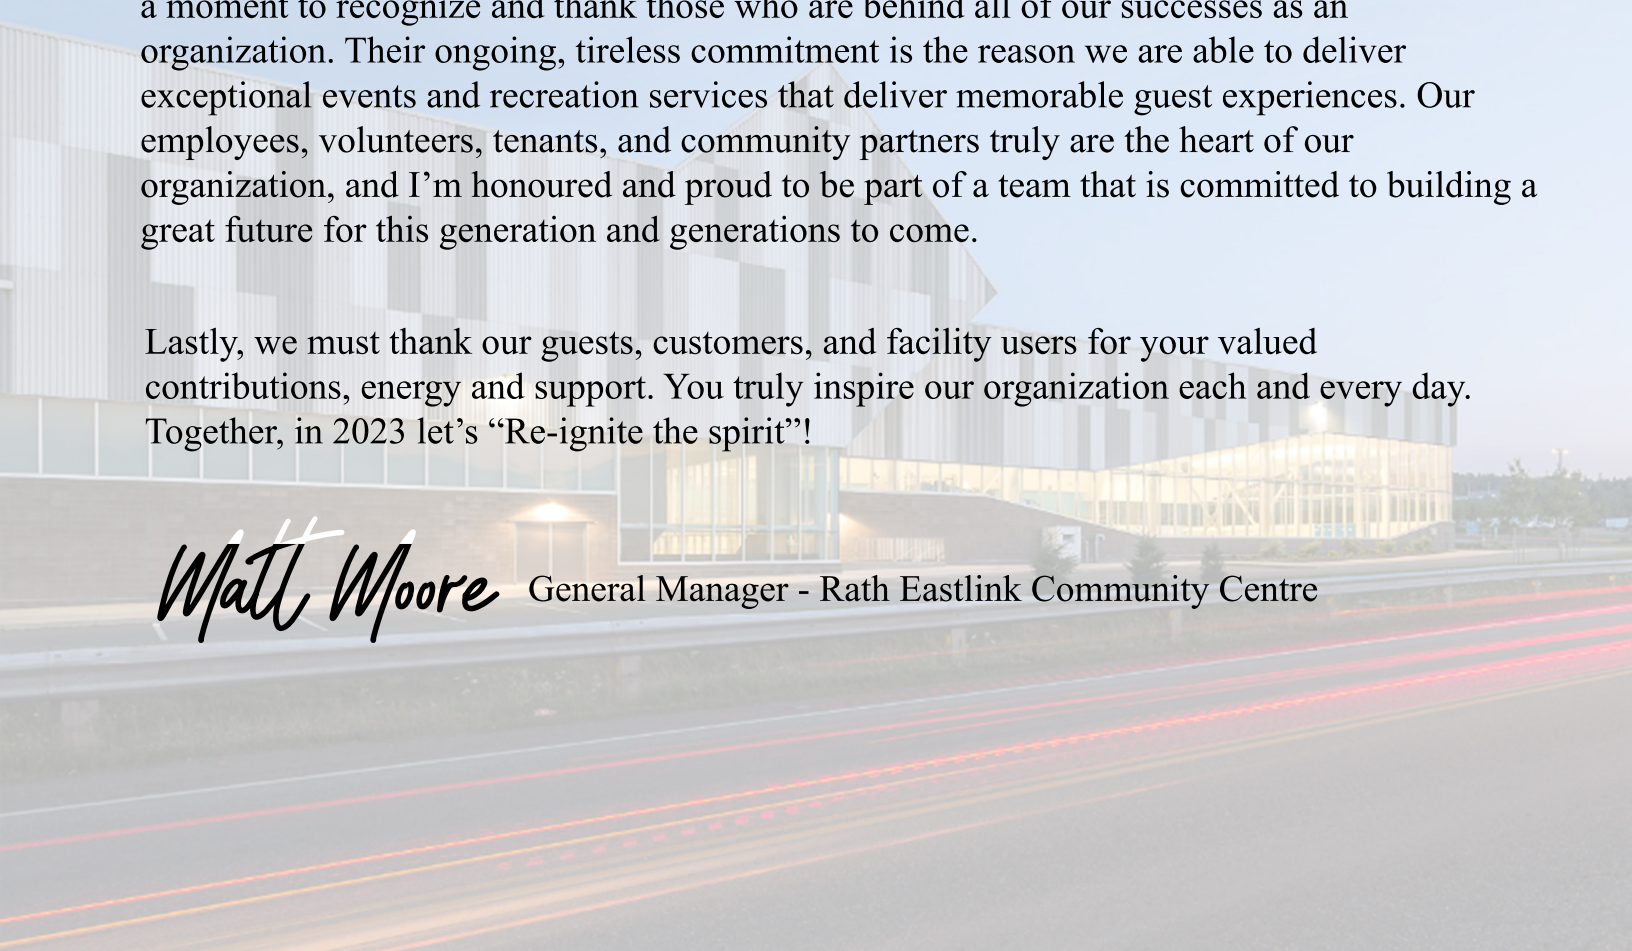 a moment to recognize and thank those who are behind all of our successes as an
organization. Their ongoing, tireless commitment is the reason we are able to deliver
exceptional events and recreation services that deliver memorable guest experiences. Our
employees, volunteers, tenants, and community partners truly are the heart of our
organization, and I’m honoured and proud to be part of a team that is committed to building a
great future for this generation and generations to come.
Lastly, we must thank our guests, customers, and facility users for your valued
contributions, energy and support. You truly inspire our organization each and every day.
Together, in 2023 let’s “Re-ignite the spirit”!
Matt Moore General Manager - Rath Eastlink Community Centre